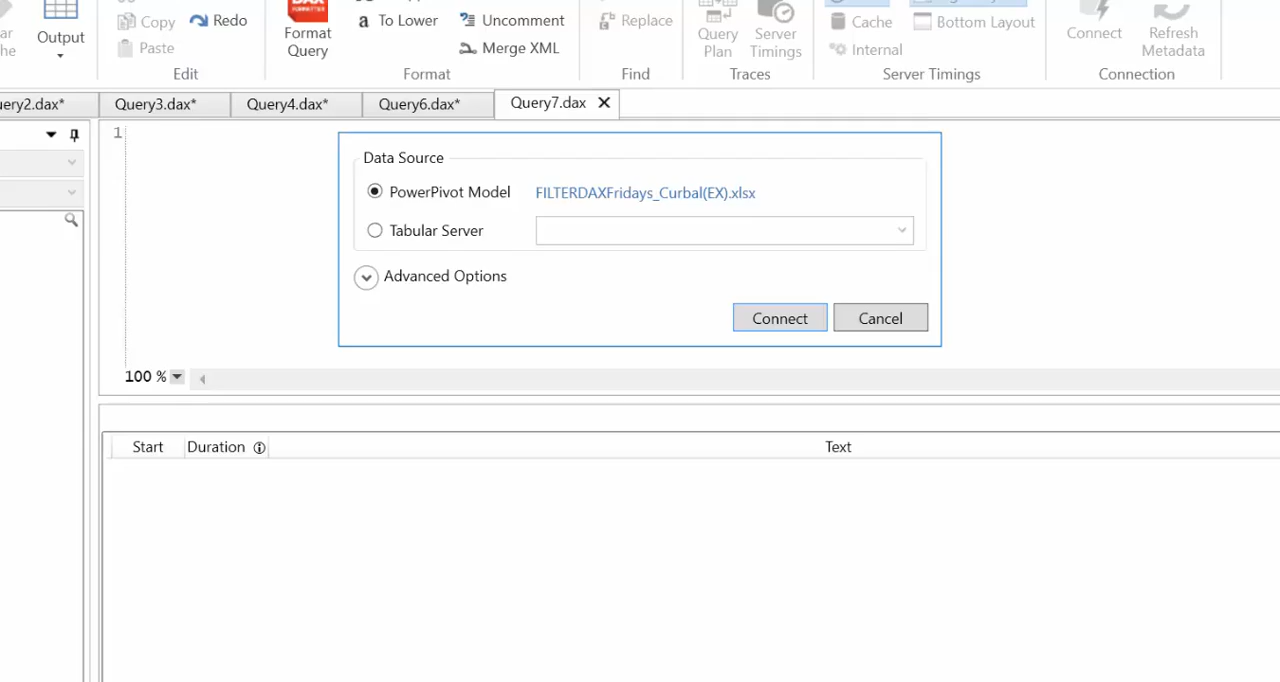 Copy
Redo
Paste
Output
Edit
DAX
FORMATTER
Format
Query
a To Lower
Uncomment
Merge XML
Format
Replace
Find
Query
Plan
Server
Timings
Traces
Cache
Internal
Bottom Layout
Server Timings
Connect
Refresh
Metadata
Connection
uery2.dax*
Query3.dax*
Query4.dax*
Query6.dax*
Query7.dax
1
Data Source
PowerPivot Model
FILTERDAXFridays_Curbal(EX).xlsx
Tabular Server
Advanced Options
Connect
Cancel
100 %
Start
Duration
Text